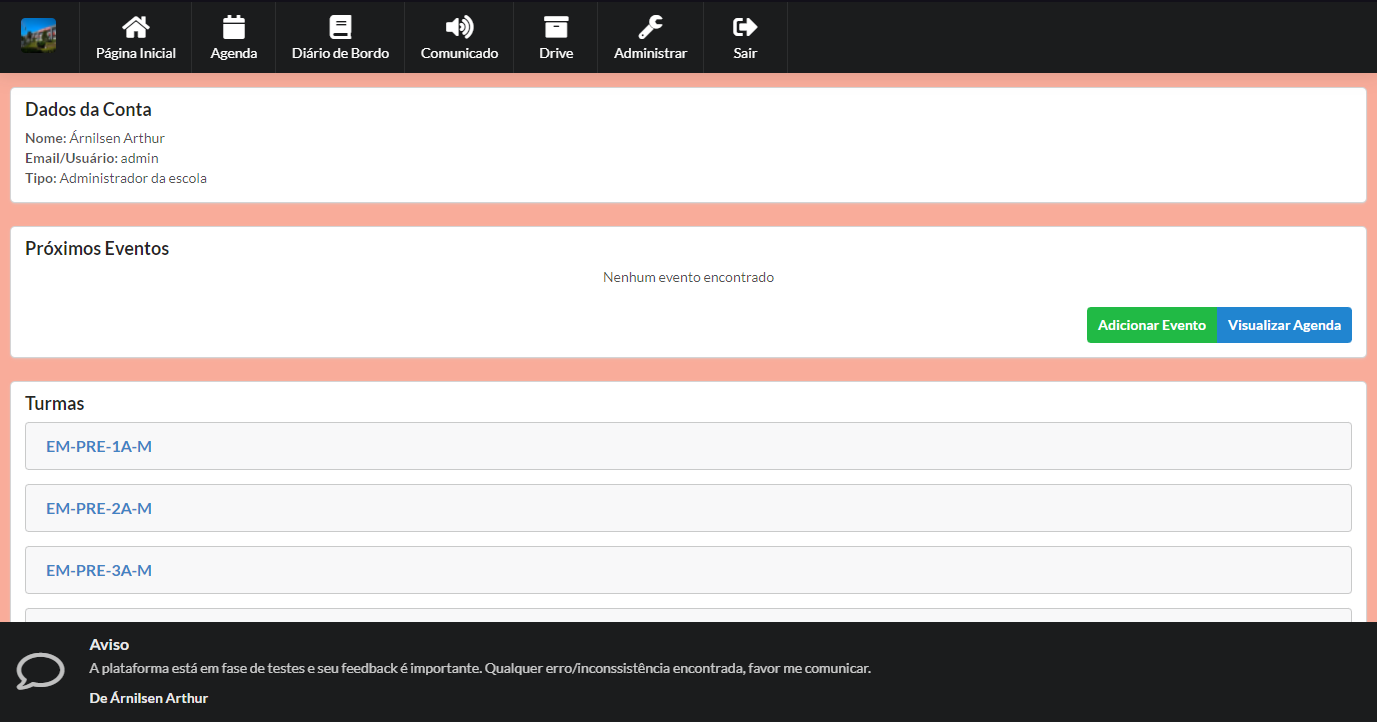 Página Inicial
Agenda
Diário de Bordo
Comunicado
Drive
Administrar
Sair
Dados da Conta
Nome: Árnilsen Arthur
Email/Usuário: admin
Tipo: Administrador da escola
Próximos Eventos
Nenhum evento encontrado
Adicionar Evento
Visualizar Agenda
Turmas
EM-PRE-1A-M
EM-PRE-2A-M
EM-PRE-3A-M
Aviso
A plataforma está em fase de testes e seu feedback é importante. Qualquer erro/inconssistência encontrada, favor me comunicar.
De Árnilsen Arthur